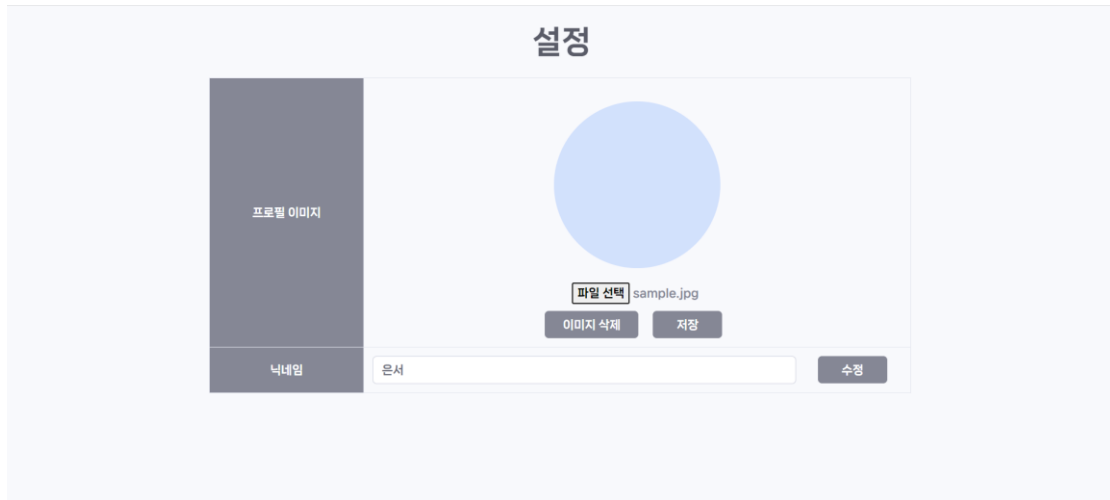 설정
프로필 이미지
파일 선택 sample.jpg
이미지 삭제 저장
닉네임 은서 수정